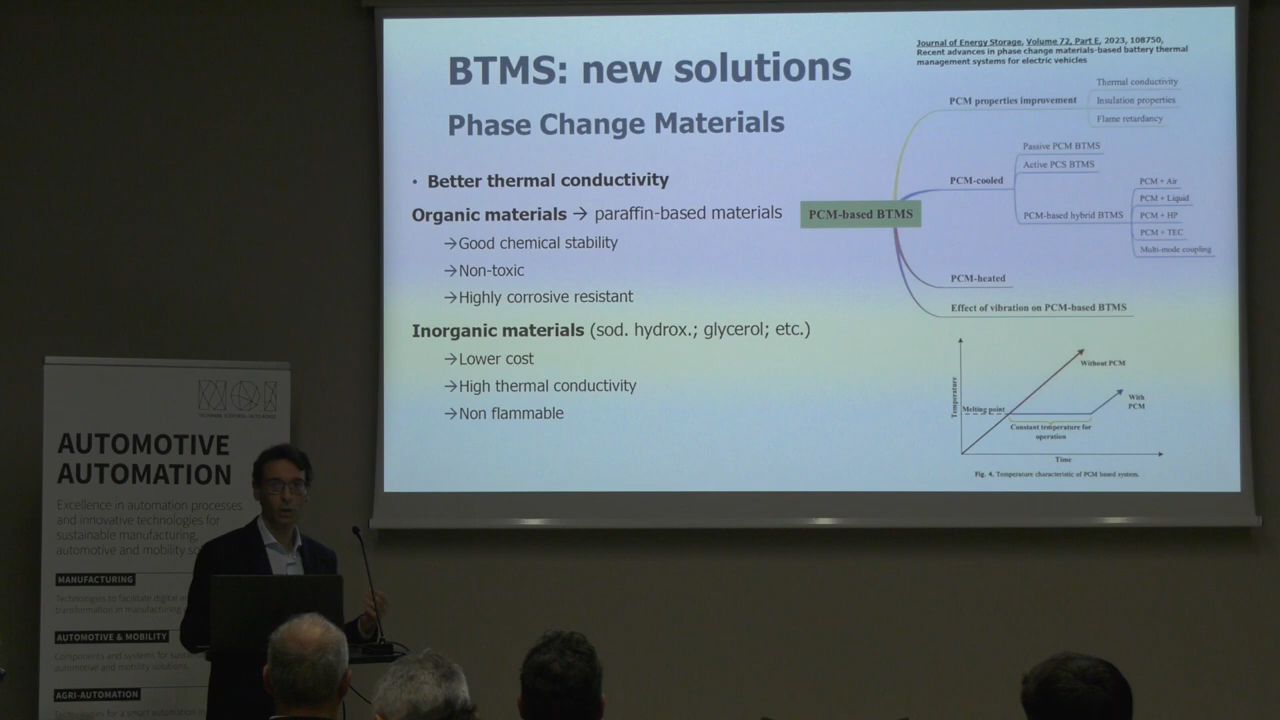 BTMS: new solutions
Phase Change Materials
• Better thermal conductivity
Organic materials → paraffin-based materials
→Good chemical stability
→Non-toxic
→Highly corrosive resistant
Inorganic materials (sod. hydrox.; glycerol; etc.)
→Lower cost
→High thermal conductivity
→Non flammable
Journal of Energy Storage, Volume 72, Part E, 2023, 108750,
Recent advances in phase change materials-based battery thermal
management systems for electric vehicles
PCM-based BTMS
PCM properties improvement
Thermal conductivity
Insulation properties
Flame retardancy
PCM-cooled
Passive PCM BTMS
Active PCS BTMS
PCM-based hybrid BTMS
PCM + Air
PCM + Liquid
PCM + HP
PCM + TEC
Multi-mode coupling
PCM-heated
Effect of vibration on PCM-based BTMS
Temperature
Without PCM
With
PCM
Melting point
Constant temperature for
operation
Time
Fig. 4. Temperature characteristic of PCM based system.
AUTOMOTIVE
AUTOMATION
Excellence in automation processes
and innovative technologies for
sustainable manufacturing,
automotive and mobility
MANUFACTURING
Technologies to facilitate digital
transformation in manufacturing
AUTOMOTIVE & MOBILITY
Components and systems for
automotive and mobility solutions.
AGRI-AUTOMATION
Technologies for a smart automation